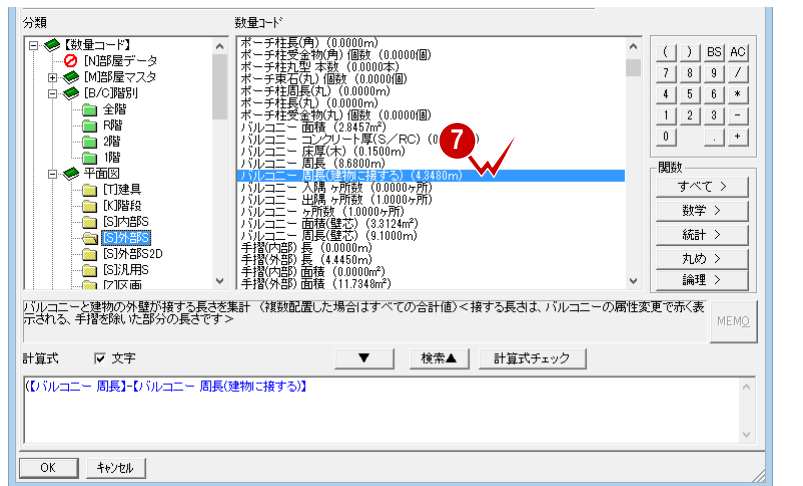 分類
数量コード
【数量コード】
[N]部屋データ
[M]部屋マスタ
[B/C]階別
全階
R階
2階
1階
平面図
[T]建具
[K]階段
[S]内部S
[S]外部S
[S]外部S2D
[S]汎用S
[Z]区画
ポーチ柱長(角) (0.0000m)
ポーチ柱受金物(角) 個数 (0.0000個)
ポーチ柱丸型 本数 (0.0000本)
ポーチ束石(丸) 個数 (0.0000個)
ポーチ柱周長(丸) (0.0000m)
ポーチ柱長(丸) (0.0000m)
ポーチ柱受金物(丸) 個数 (0.0000個)
バルコニー 面積 (2.8457㎡)
バルコニー コンクリート厚(S/RC) (0
バルコニー 床厚(木) (0.1500m)
バルコニー 周長 (8.6800m)
バルコニー 周長(建物に接する) (4.3480m)
バルコニー 入隅 ヶ所数 (0.0000ヶ所)
バルコニー 出隅 ヶ所数 (1.0000ヶ所)
バルコニー ヶ所数 (1.0000ヶ所)
バルコニー 面積(壁芯) (3.3124㎡)
バルコニー 周長(壁芯) (9.1000m)
手摺(内部) 長 (0.0000m)
手摺(外部) 長 (4.4450m)
手摺(内部) 面積 (0.0000㎡)
手摺(外部) 面積 (11.7348㎡)
7
( ) BS AC
7 8 9 /
4 5 6 *
1 2 3 -
0 . +
関数
すべて >
数学 >
統計 >
丸め >
論理 >
バルコニーと建物の外壁が接する長さを集計 (複数配置した場合はすべての合計値)<接する長さは、バルコニーの属性変更で赤く表
示される、手摺を除いた部分の長さです>
MEMO
計算式
文字
▼
検索▲
計算式チェック
(【バルコニー 周長】-【バルコニー 周長(建物に接する)】
OK
キャンセル